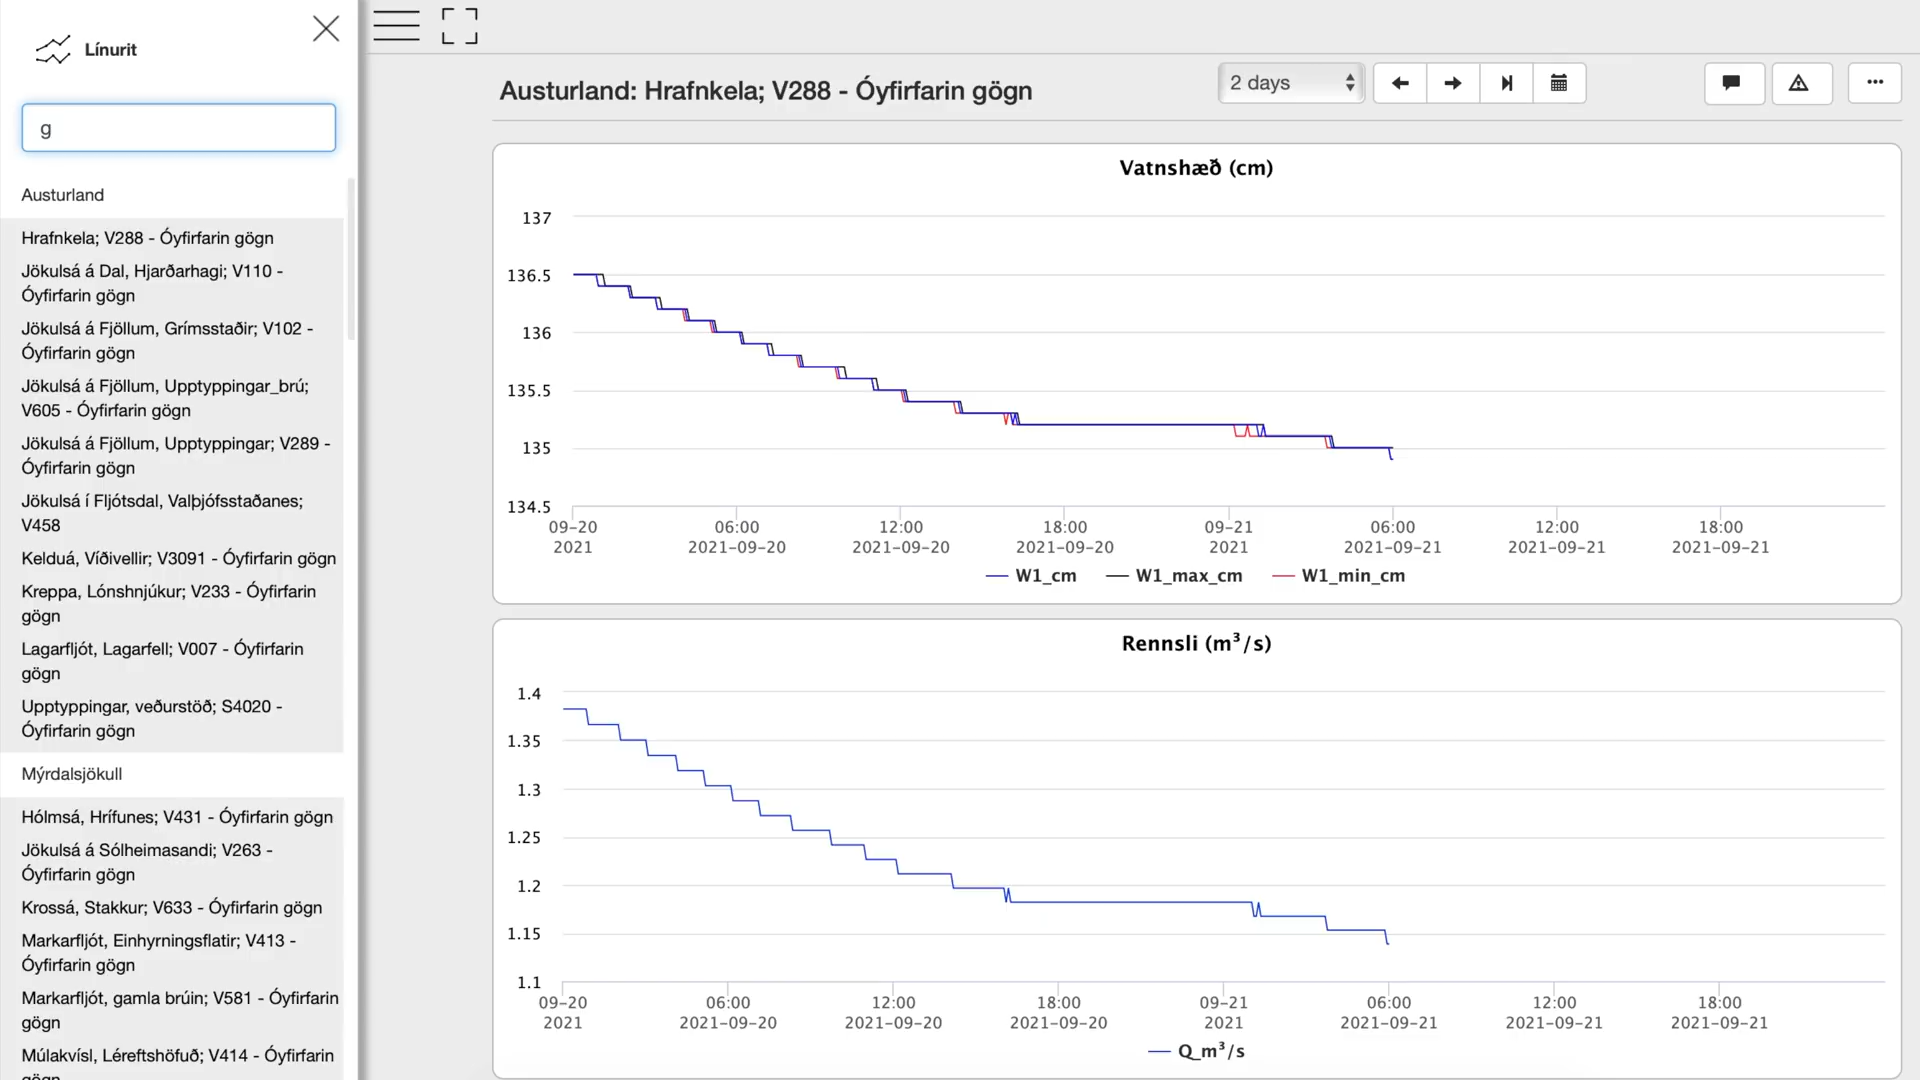 Línurit
g
Austurland
Hrafnkela; V288 - Óyfirfarin gögn
Jökulsá á Dal, Hjarðarhagi; V110 -
Óyfirfarin gögn
Jökulsá á Fjöllum, Grímsstaðir; V102 -
Óyfirfarin gögn
Jökulsá á Fjöllum, Upptyppingar_brú;
V605 - Óyfirfarin gögn
Jökulsá á Fjöllum, Upptyppingar; V289 -
Óyfirfarin gögn
Jökulsá í Fljótsdal, Valþjófsstaðanes;
V458
Kelduá, Víðivellir; V3091 - Óyfirfarin gögn
Kreppa, Lónshnjúkur; V233 - Óyfirfarin
gögn
Lagarfljót, Lagarfell; V007 - Óyfirfarin
gögn
Upptyppingar, veðurstöð; S4020 -
Óyfirfarin gögn
Mýrdalsjökull
Hólmsá, Hrífunes; V431 - Óyfirfarin gögn
Jökulsá á Sólheimasandi; V263 -
Óyfirfarin gögn
Krossá, Stakkur; V633 - Óyfirfarin gögn
Markarfljót, Einhyrningsflatir; V413 -
Óyfirfarin gögn
Markarfljót, gamla brúin; V581 - Óyfirfarin
gögn
Múlakvísl, Léreftshöfuð; V414 - Óyfirfarin
gögn
Austurland: Hrafnkela; V288 - Óyfirfarin gögn
2 days
Vatnshæð (cm)
137
136.5
136
135.5
135
134.5
09-20 06:00 12:00 18:00 09-21 06:00 12:00 18:00
2021 2021-09-20 2021-09-20 2021-09-20 2021 2021-09-21 2021-09-21 2021-09-21
W1_cm W1_max_cm W1_min_cm
Rennsli (m³/s)
1.4
1.35
1.3
1.25
1.2
1.15
1.1
09-20 06:00 12:00 18:00 09-21 06:00 12:00 18:00
2021 2021-09-20 2021-09-20 2021-09-20 2021 2021-09-21 2021-09-21 2021-09-21
Q_m³/s